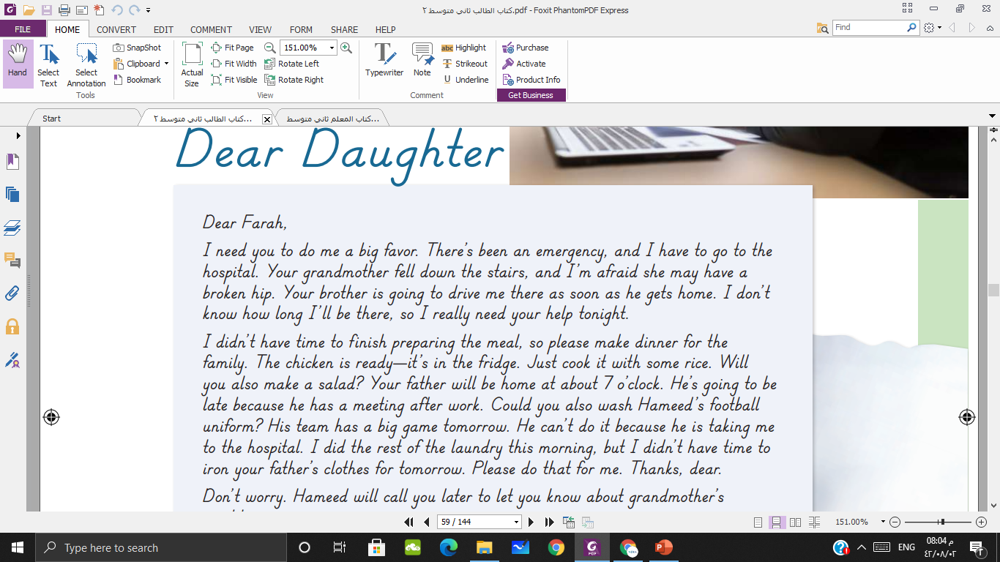 كتاب الطالب ثاني متوسط ٢.pdf - Foxit PhantomPDF Express
FILE HOME CONVERT EDIT COMMENT VIEW FORM SHARE HELP
Find
Hand
Select Text
Select Annotation
SnapShot
Clipboard
Bookmark
Tools
Actual Size
Fit Page
Fit Width
Fit Visible
151.00%
Rotate Left
Rotate Right
View
Typewriter
Note
Highlight
Strikeout
Underline
Comment
Purchase
Activate
Product Info
Get Business
Start
كتاب الطالب ثاني متوسط ٢...
كتاب المعلم ثاني متوسط...
Dear Daughter
Dear Farah,
I need you to do me a big favor. There's been an emergency, and I have to go to the
hospital. Your grandmother fell down the stairs, and I'm afraid she may have a
broken hip. Your brother is going to drive me there as soon as he gets home. I don't
know how long I'll be there, so I really need your help tonight.
I didn't have time to finish preparing the meal, so please make dinner for the
family. The chicken is ready—it's in the fridge. Just cook it with some rice. Will
you also make a salad? Your father will be home at about 7 o'clock. He's going to be
late because he has a meeting after work. Could you also wash Hameed's football
uniform? His team has a big game tomorrow. He can't do it because he is taking me
to the hospital. I did the rest of the laundry this morning, but I didn't have time to
iron your father's clothes for tomorrow. Please do that for me. Thanks, dear.
Don't worry. Hameed will call you later to let you know about grandmother's
59 / 144
151.00%
Type here to search
ENG
08:04 م
٤٢/٠٨/٠٢